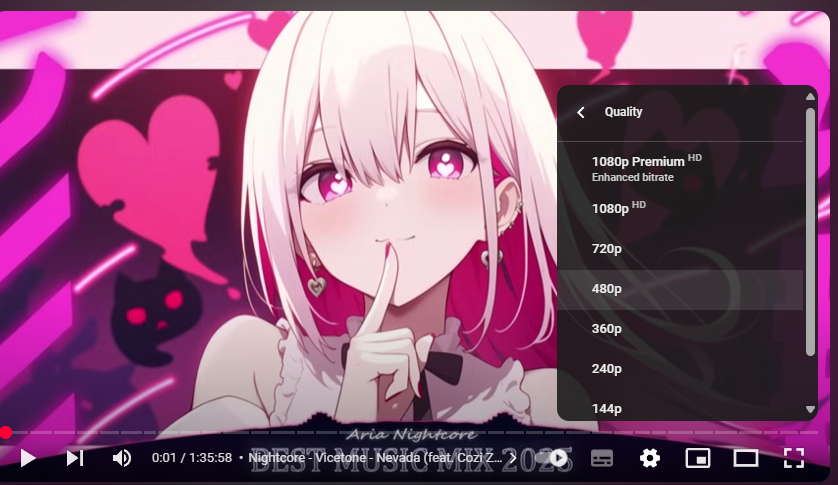 Quality
1080p Premium HD
Enhanced bitrate
1080p HD
720p
480p
360p
240p
144p
Aria Nightcore
BEST MUSIC MIX 2025
0:01 / 1:35:58 • Nightcore - Vicetone - Nevada (feat. Cozi Z...